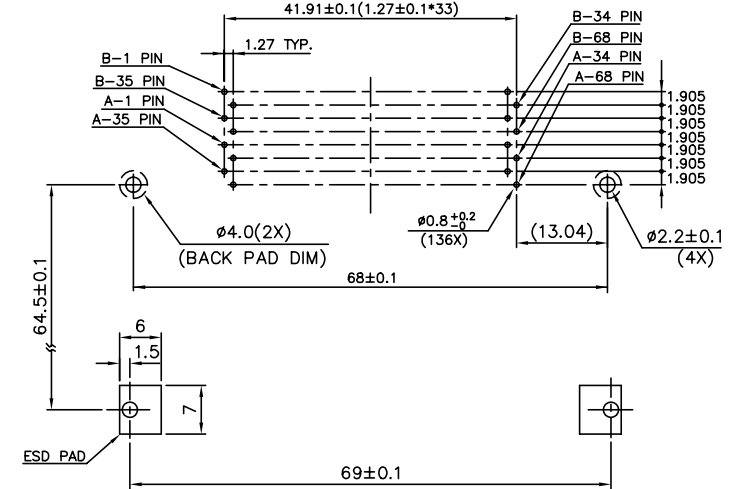 41.91±0.1(1.27±0.1*33)
B-34 PIN
1.27 TYP.
B-68 PIN
B-1 PIN
A-34 PIN
B-35 PIN
A-68 PIN
A-1 PIN
A-35 PIN
1.905
1.905
1.905
1.905
1.905
1.905
1.905
ø4.0(2X)
(BACK PAD DIM)
ø0.8 +0.2 -0
(136X)
(13.04)
ø2.2±0.1
(4X)
68±0.1
64.5±0.1
6
1.5
7
ESD PAD
69±0.1